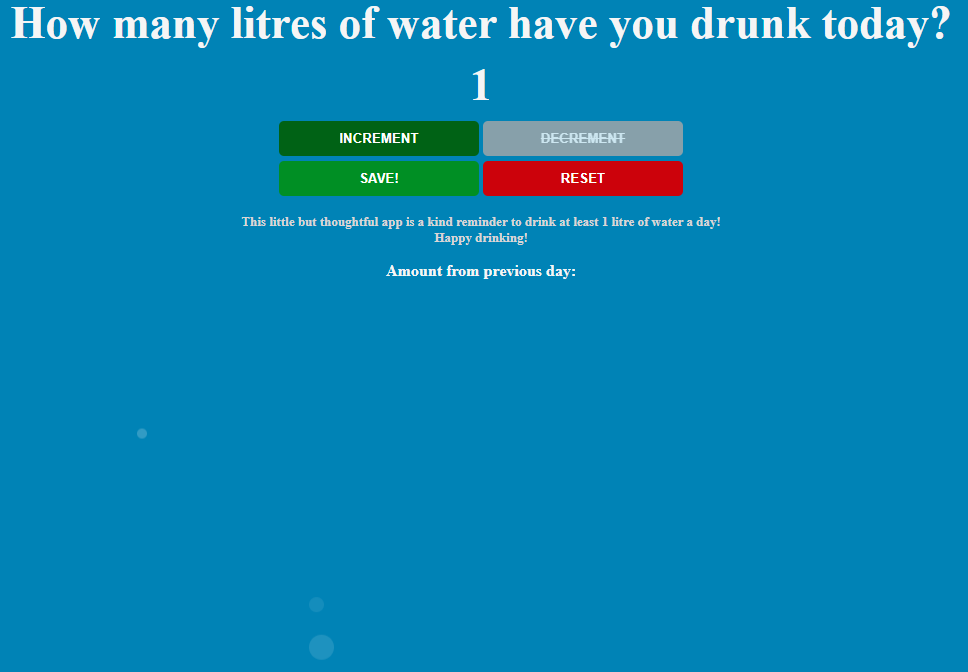 How many litres of water have you drunk today?
1
INCREMENT DECREMENT
SAVE! RESET
This little but thoughtful app is a kind reminder to drink at least 1 litre of water a day!
Happy drinking!
Amount from previous day: